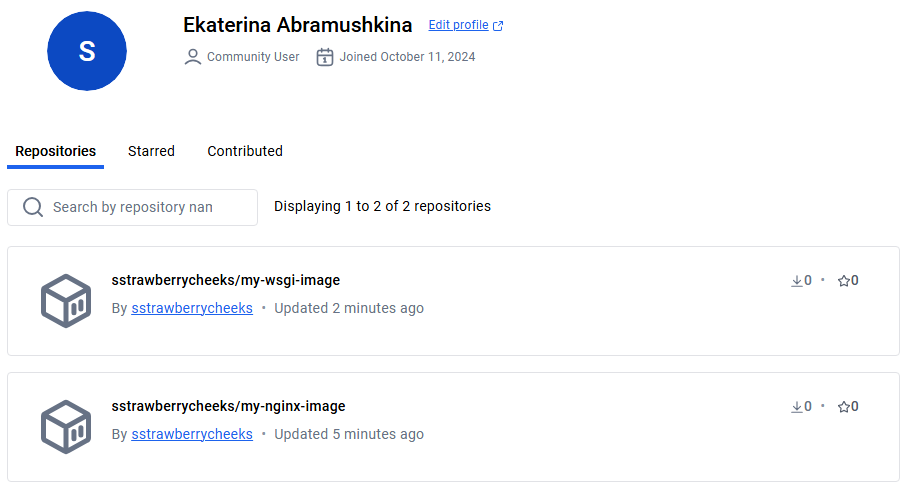 S
Ekaterina Abramushkina Edit profile
Community User 1 Joined October 11, 2024
Repositories Starred Contributed
Search by repository nan Displaying 1 to 2 of 2 repositories
sstrawberrycheeks/my-wsgi-image 0 • 0
By sstrawberrycheeks • Updated 2 minutes ago
sstrawberrycheeks/my-nginx-image 0 • 0
By sstrawberrycheeks • Updated 5 minutes ago